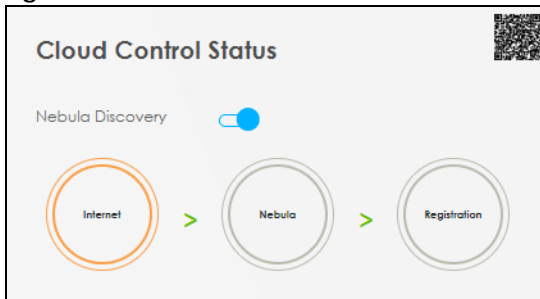 Cloud Control Status
Nebula Discovery
Internet > Nebula > Registration